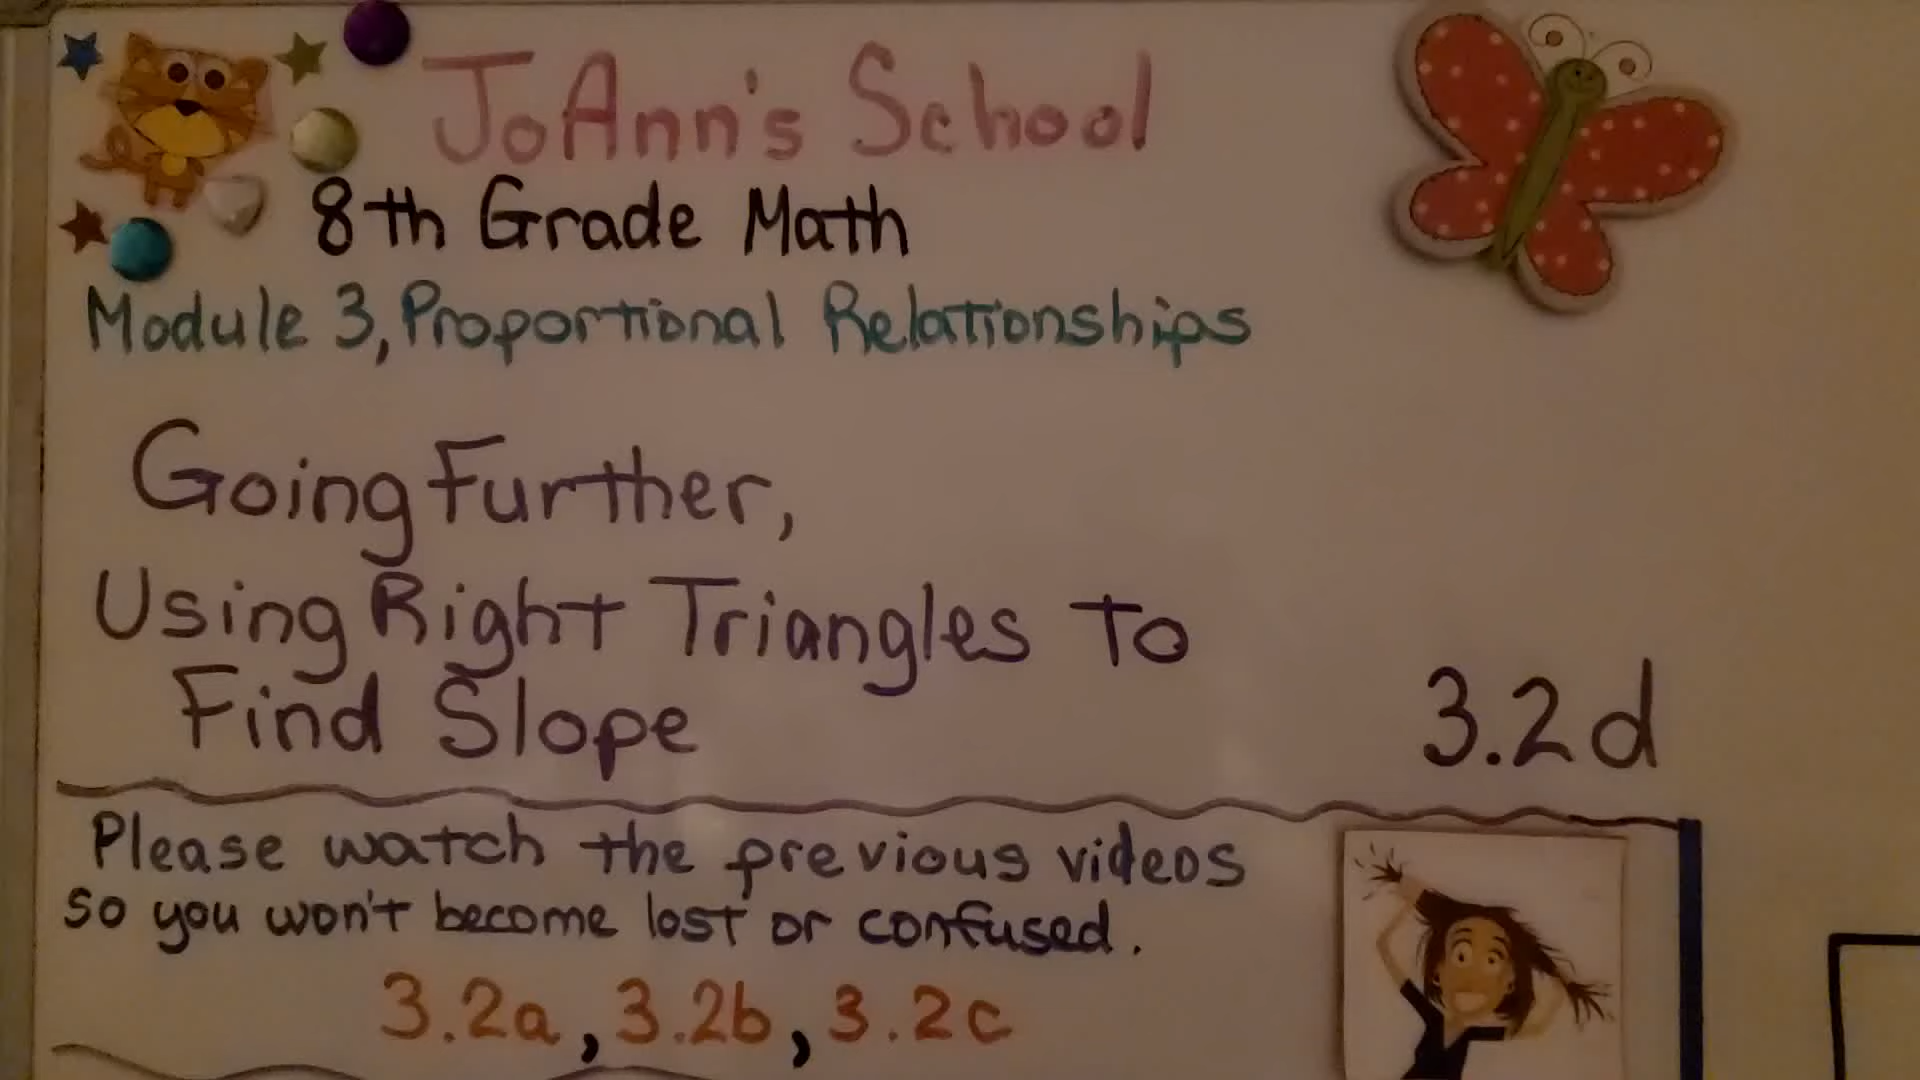 JoAnn's School
8th Grade Math
Module 3, Proportional Relationships
Going Further,
Using Right Triangles To
Find Slope
3.2d
Please watch the previous videos
so you won't become lost or confused.
3.2a, 3.2b, 3.2c